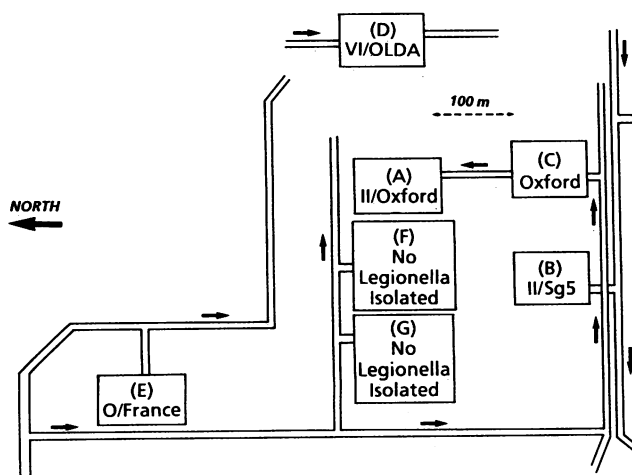 (D)
VI/OLDA
100 m
(A)
II/Oxford
(C)
Oxford
NORTH
(F)
No
Legionella
Isolated
(B)
II/Sg5
(G)
No
Legionella
Isolated
(E)
O/France